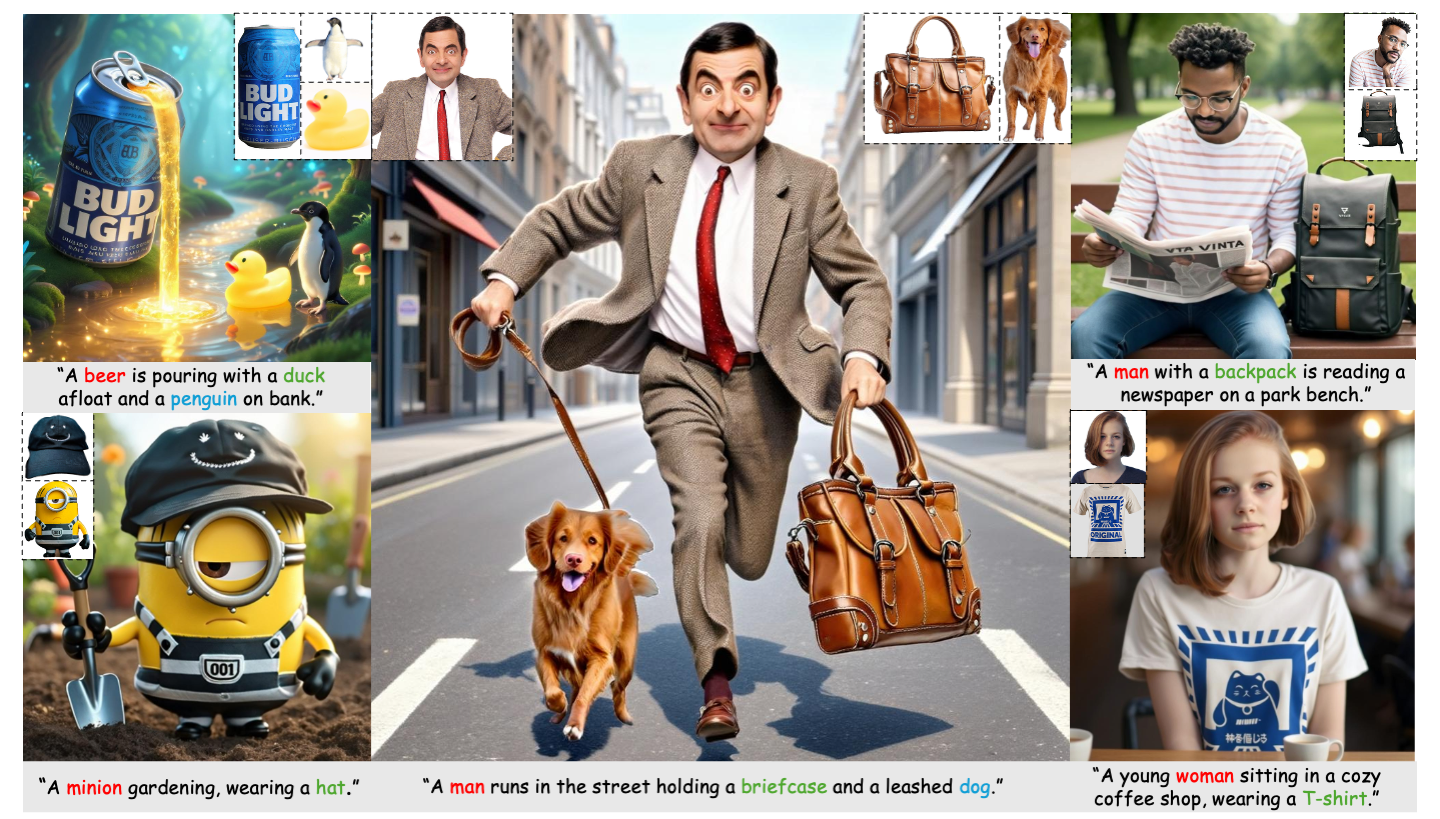 BUD
LIGHT
BUD
LIGHT
“A beer is pouring with a duck
afloat and a penguin on bank.”
VTA VINTA
“A man with a backpack is reading a
newspaper on a park bench.”
001
“A minion gardening, wearing a hat.”
“A man runs in the street holding a briefcase and a leashed dog.”
ORIGINAL
“A young woman sitting in a cozy
coffee shop, wearing a T-shirt.”